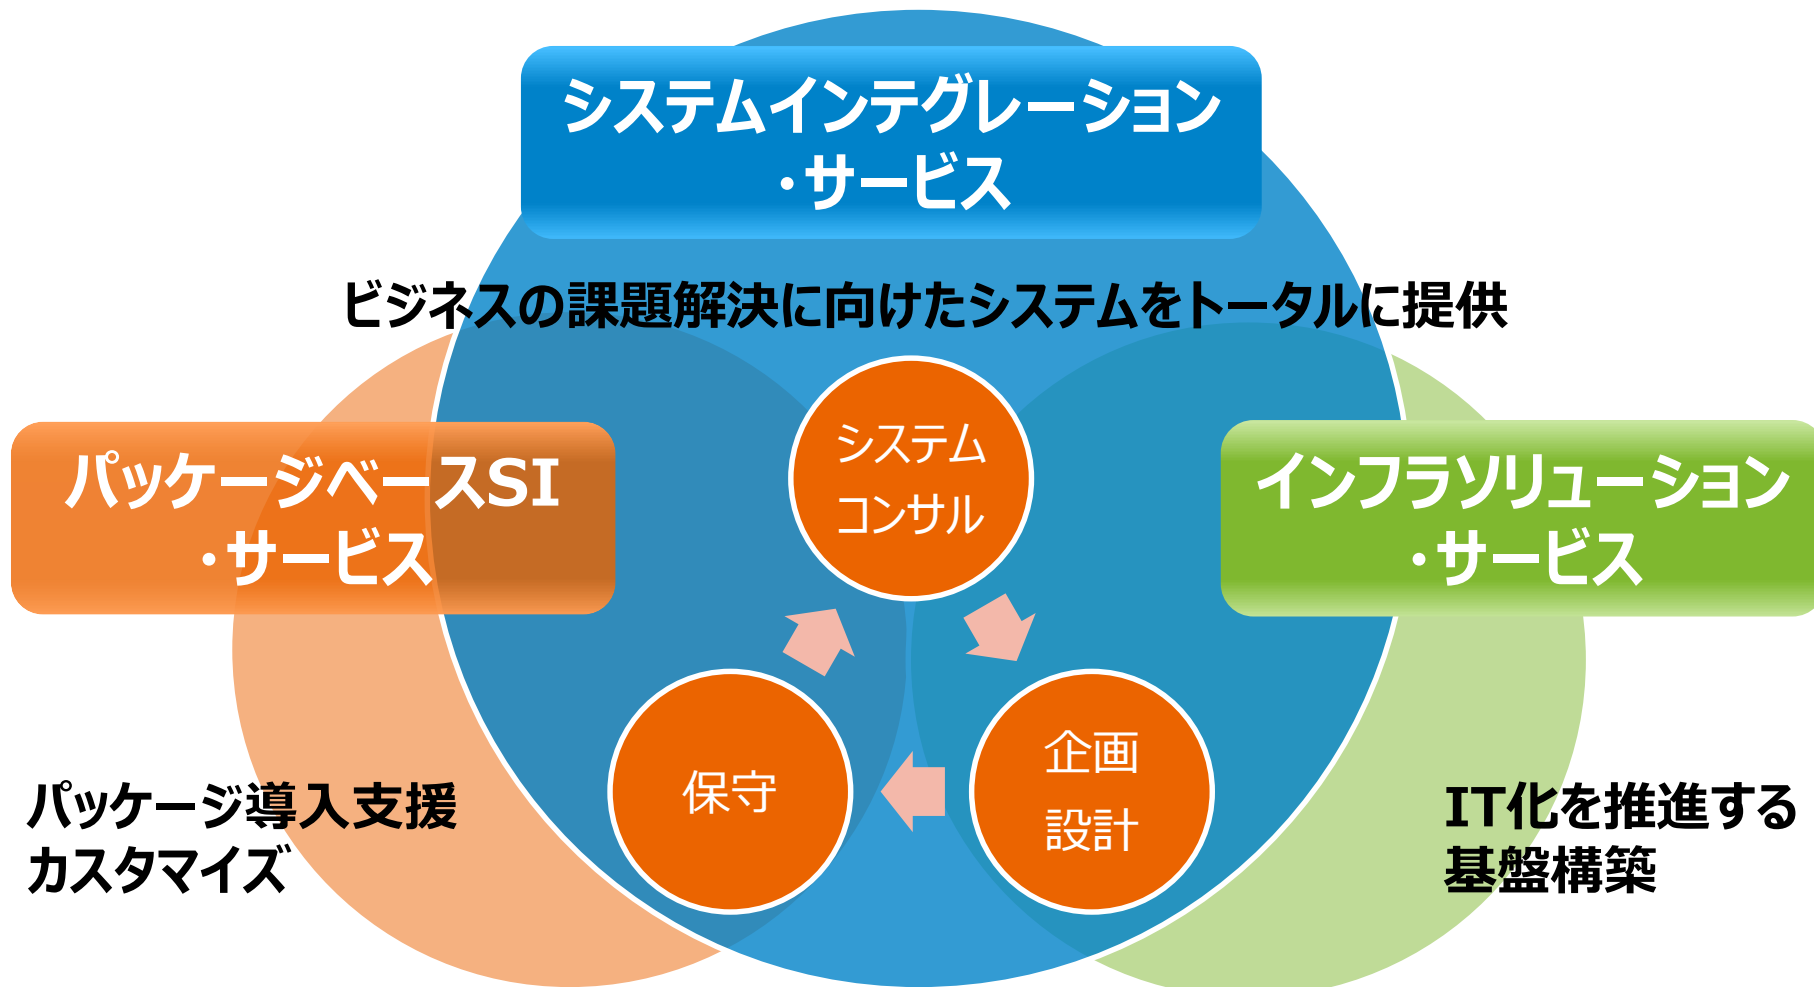 システムインテグレーション
・サービス
ビジネスの課題解決に向けたシステムをトータルに提供
システム
コンサル
パッケージベースSI
・サービス
インフラソリューション
・サービス
企画
設計
保守
パッケージ導入支援
カスタマイズ
IT化を推進する
基盤構築